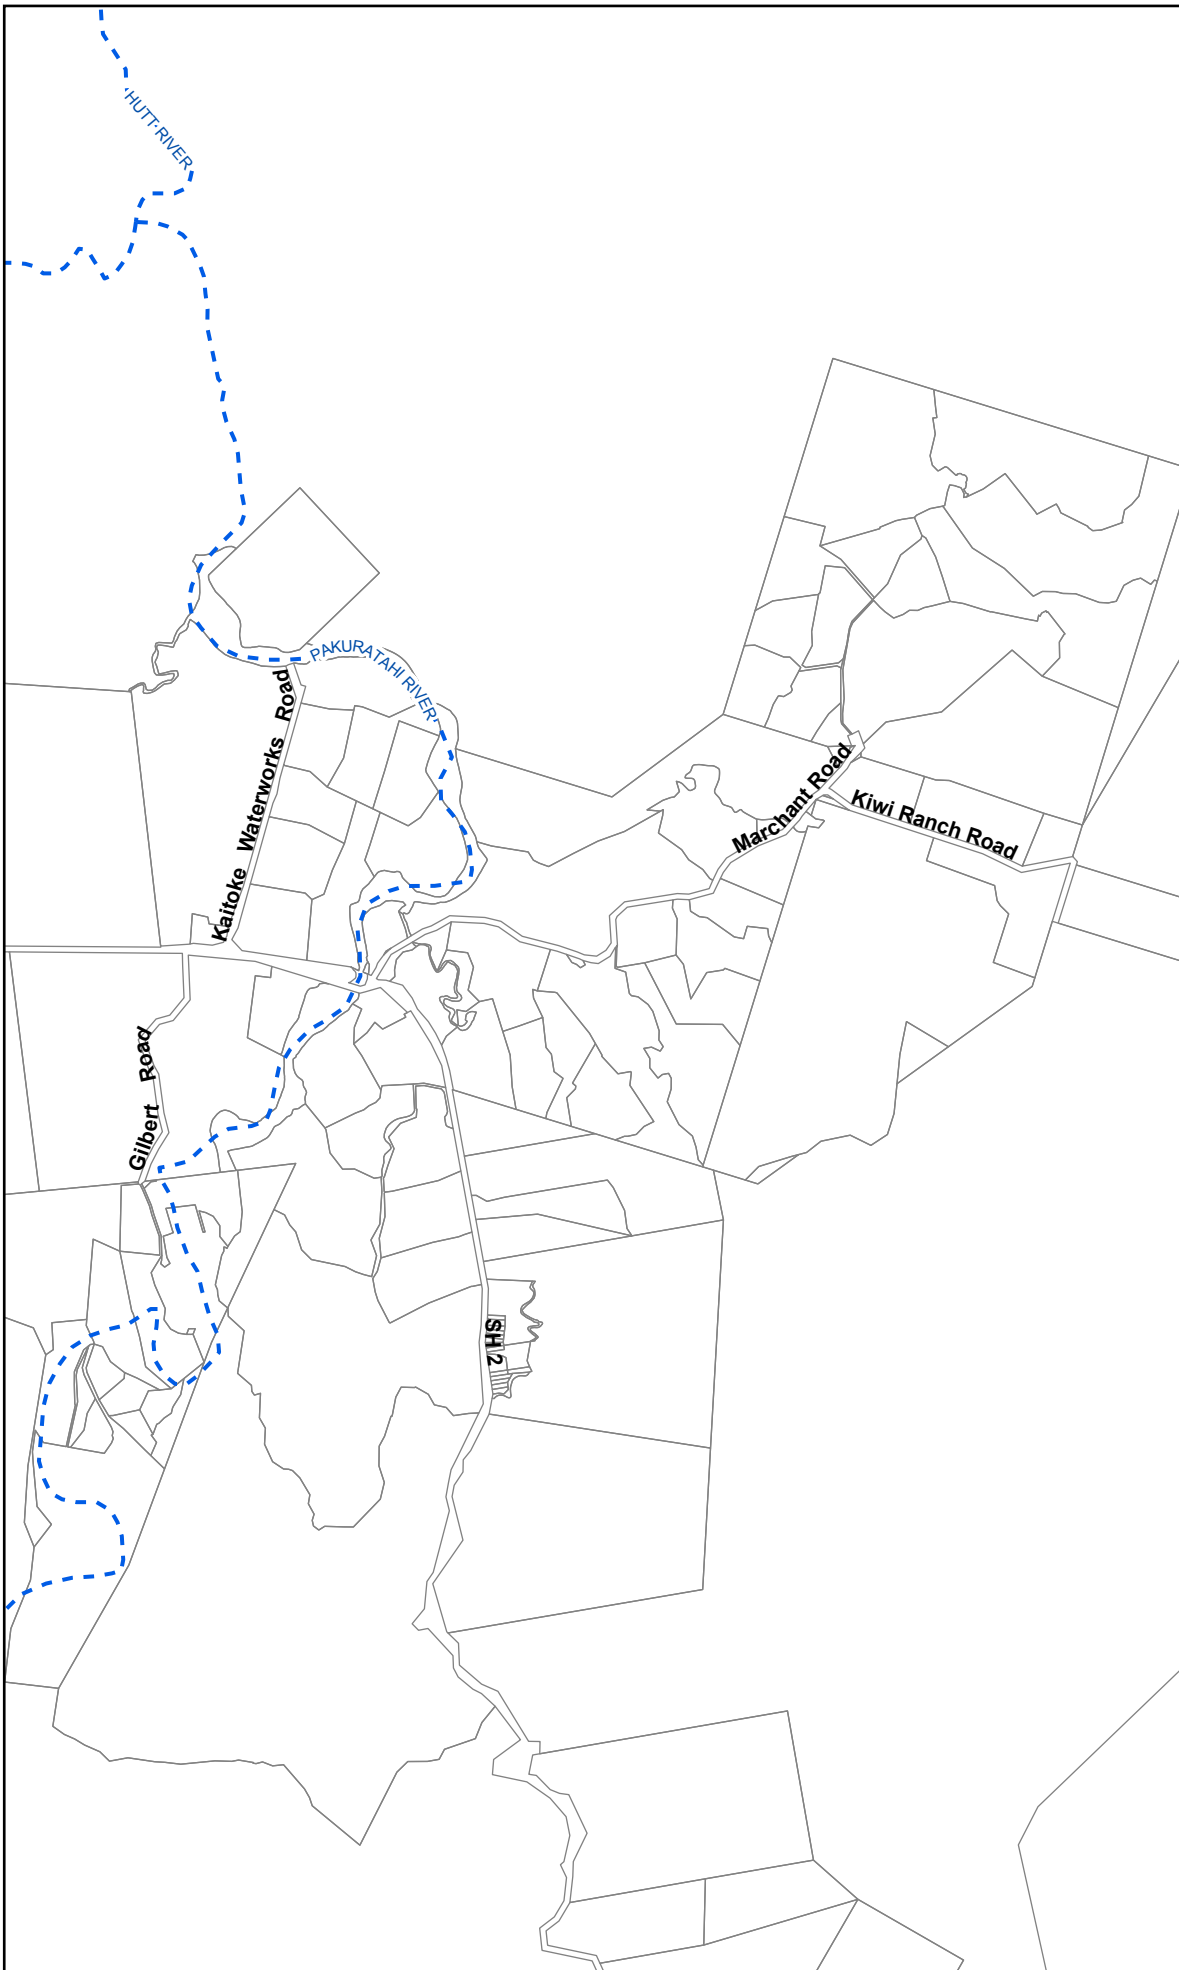 HUTT RIVER
PAKURATAHI RIVER
Kaitoke Waterworks Road
Marchant Road
Kiwi Ranch Road
Gilbert Road
SH 2